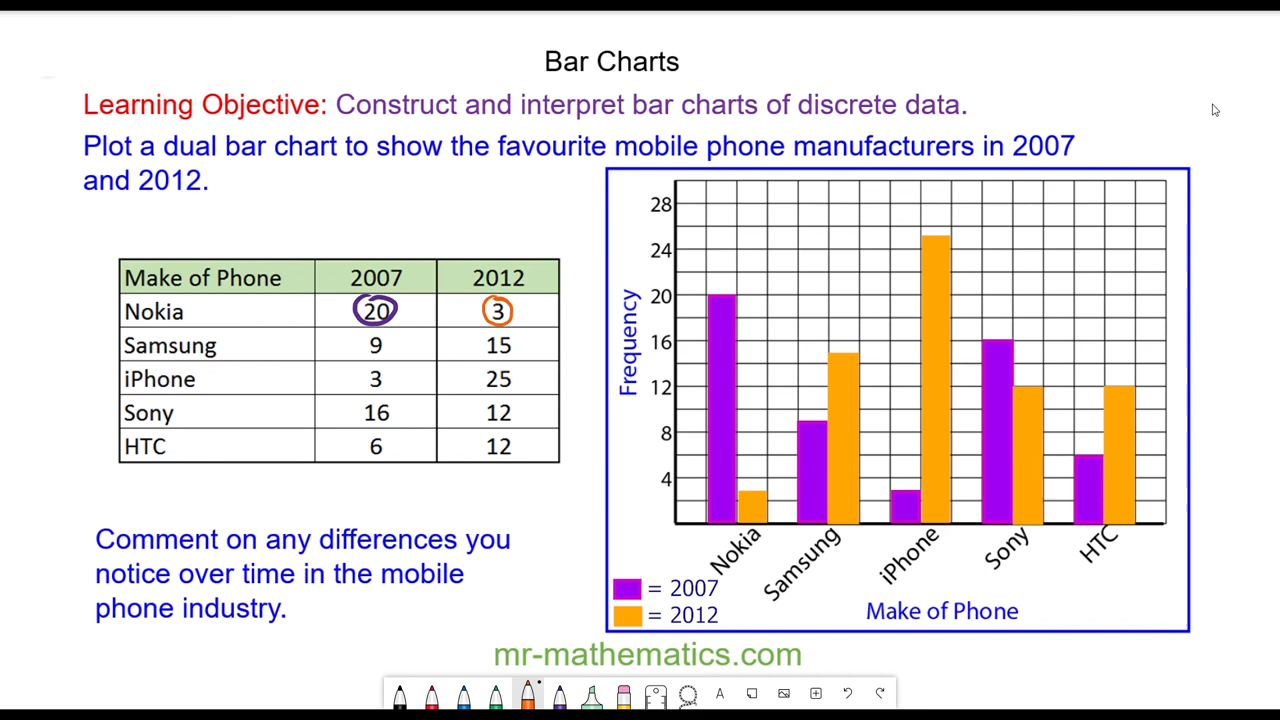 Bar Charts
Learning Objective: Construct and interpret bar charts of discrete data.
Plot a dual bar chart to show the favourite mobile phone manufacturers in 2007
and 2012.
Make of Phone 2007 2012
Nokia 20 3
Samsung 9 15
iPhone 3 25
Sony 16 12
HTC 6 12
Comment on any differences you
notice over time in the mobile
phone industry.
Frequency
28
24
20
16
12
8
4
Nokia Samsung iPhone Sony HTC
= 2007
= 2012
Make of Phone
mr-mathematics.com
A